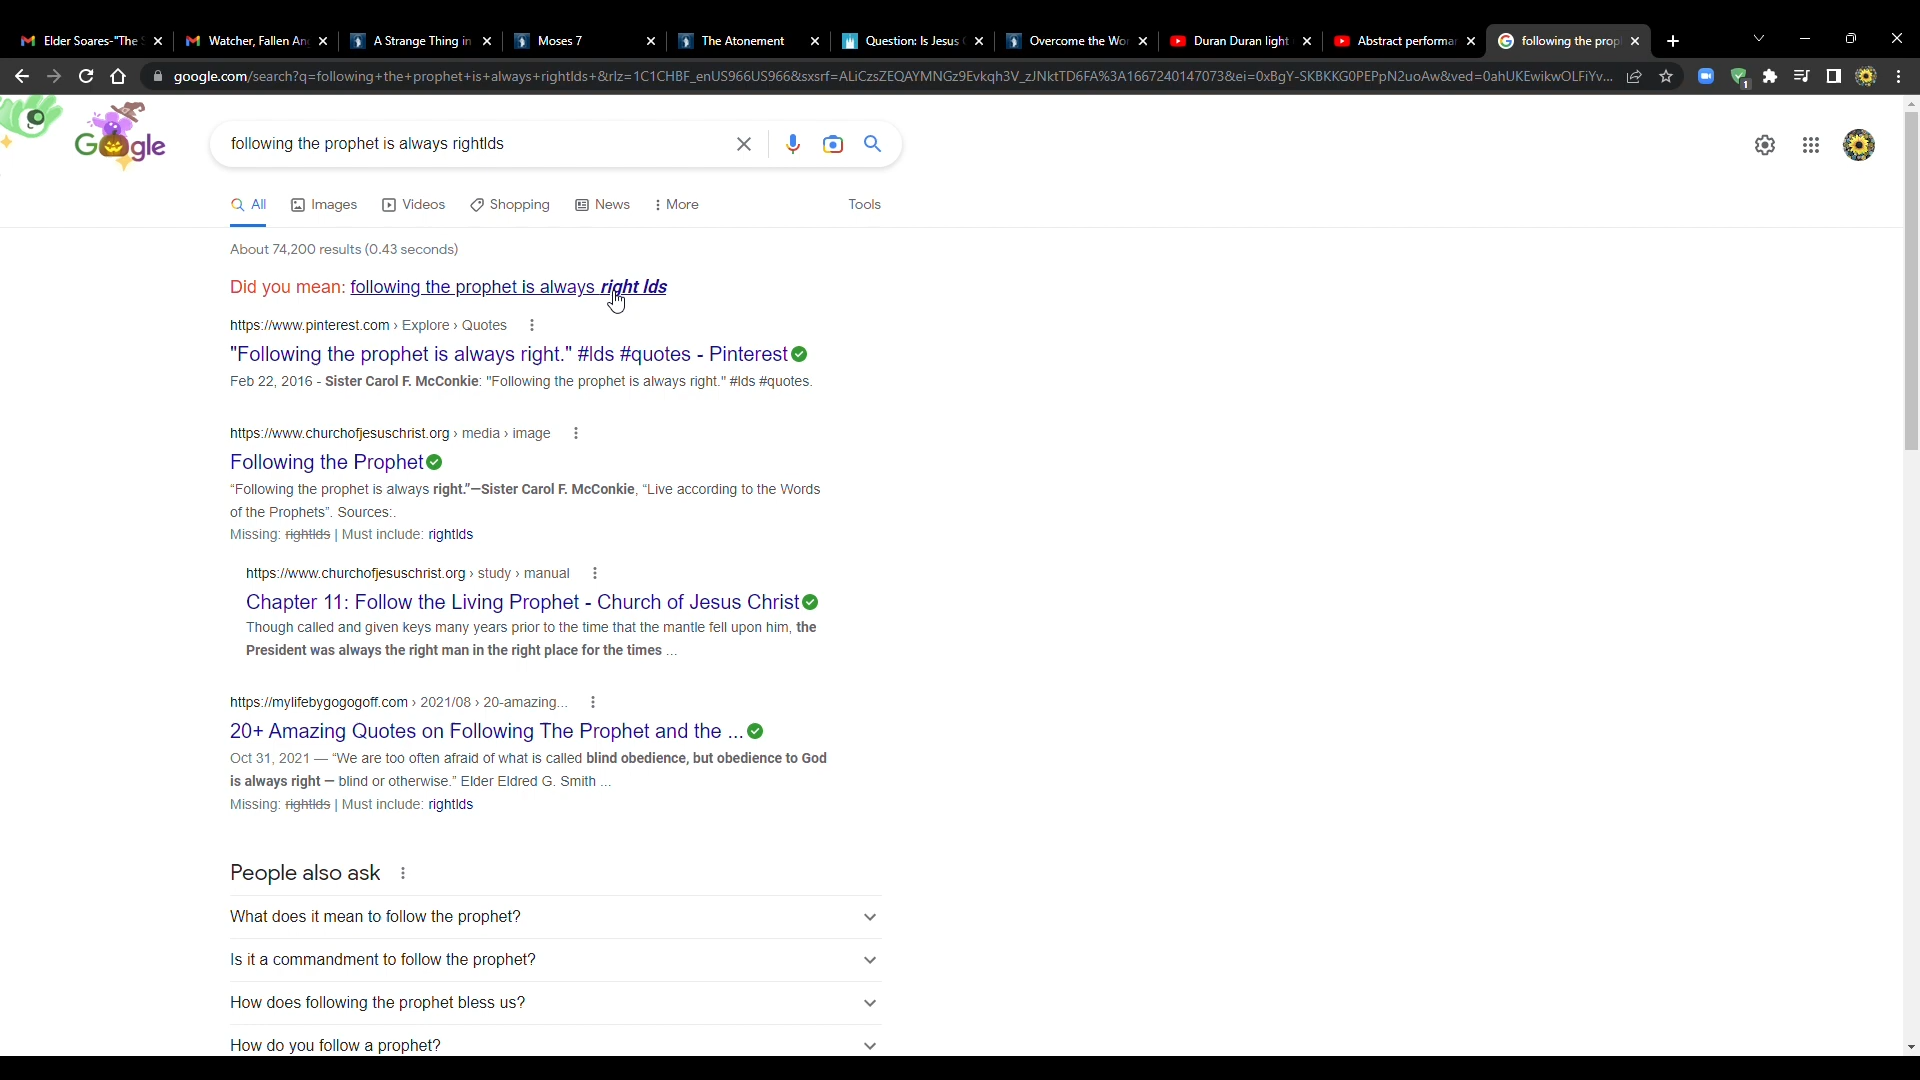 Elder Soares-"The S
Watcher, Fallen An
A Strange Thing in
Moses 7
The Atonement
Question: Is Jesus
Overcome the Wor
Duran Duran light
Abstract performa
following the prop
google.com/search?q=following+the+prophet+is+always+rightlds+&rlz=1C1CHBF_enUS966US966&sxsrf=ALiCzsZEQAYMNGz9Evkqh3V_zJNktTD6FA%3A1667240147073&ei=0xBgY-SKBKKG0PEPpN2uoAw&ved=0ahUKEwikwOLFiYv...
1
Google
following the prophet is always rightlds
All
Images
Videos
Shopping
News
More
Tools
About 74,200 results (0.43 seconds)
Did you mean: following the prophet is always right lds
https://www.pinterest.com › Explore › Quotes
"Following the prophet is always right." #lds #quotes - Pinterest
Feb 22, 2016 - Sister Carol F. McConkie: "Following the prophet is always right." #lds #quotes.
https://www.churchofjesuschrist.org › media › image
Following the Prophet
“Following the prophet is always right.”—Sister Carol F. McConkie, “Live according to the Words
of the Prophets”. Sources:.
Missing: rightlds | Must include: rightlds
https://www.churchofjesuschrist.org › study › manual
Chapter 11: Follow the Living Prophet - Church of Jesus Christ
Though called and given keys many years prior to the time that the mantle fell upon him, the
President was always the right man in the right place for the times ...
https://mylifebygogogoff.com › 2021/08 › 20-amazing...
20+ Amazing Quotes on Following The Prophet and the ...
Oct 31, 2021 — “We are too often afraid of what is called blind obedience, but obedience to God
is always right – blind or otherwise.” Elder Eldred G. Smith ...
Missing: rightlds | Must include: rightlds
People also ask
What does it mean to follow the prophet?
Is it a commandment to follow the prophet?
How does following the prophet bless us?
How do you follow a prophet?